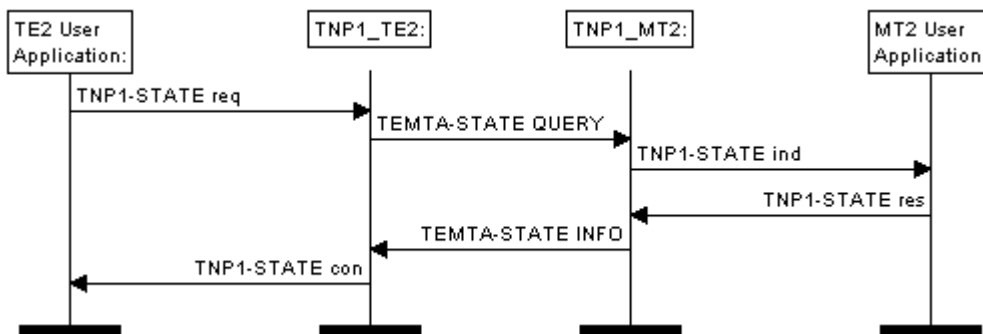 TE2 User
Application:
TNP1_TE2:
TNP1_MT2:
MT2 User
Application
TNP1-STATE req
TEMTA-STATE QUERY
TNP1-STATE ind
TNP1-STATE res
TEMTA-STATE INFO
TNP1-STATE con